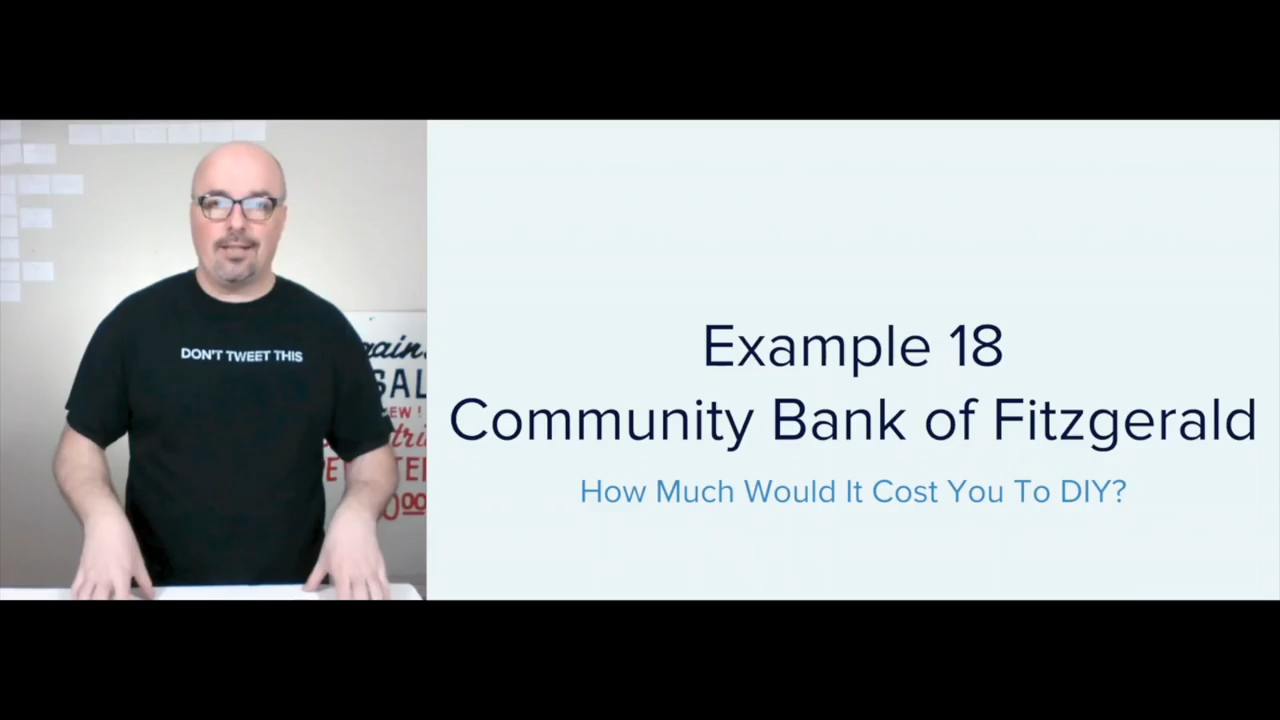 DON'T TWEET THIS
Example 18
Community Bank of Fitzgerald
How Much Would It Cost You To DIY?